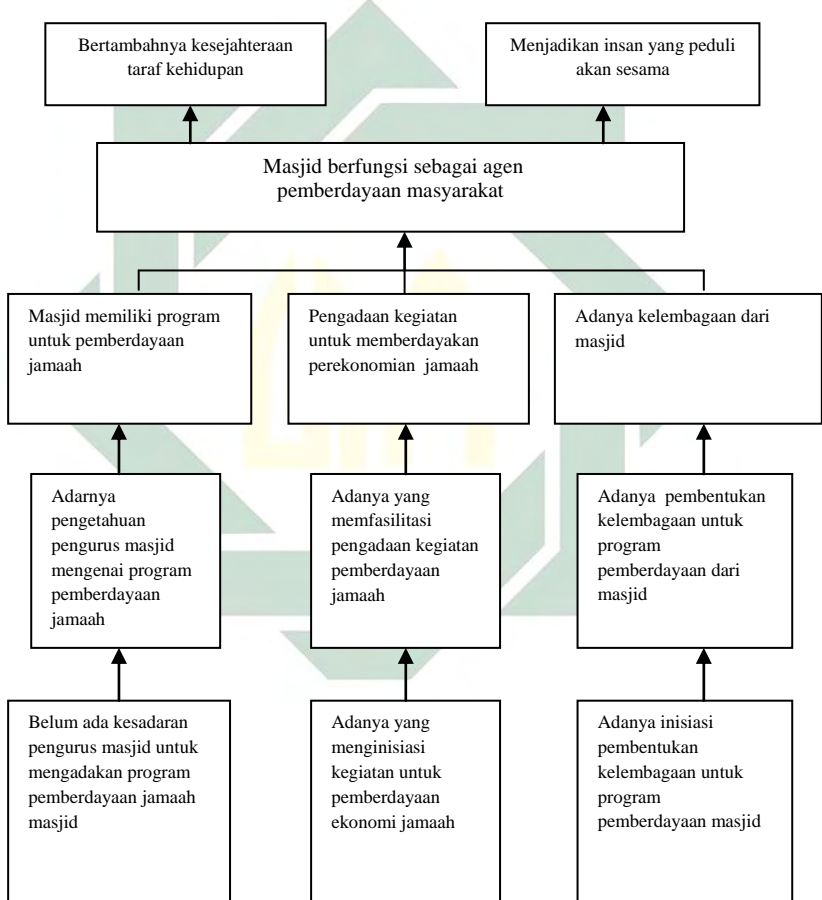 Bertambahnya kesejahteraan
taraf kehidupan
Menjadikan insan yang peduli
akan sesama
Masjid berfungsi sebagai agen
pemberdayaan masyarakat
Masjid memiliki program
untuk pemberdayaan
jamaah
Pengadaan kegiatan
untuk memberdayakan
perekonomian jamaah
Adanya kelembagaan dari
masjid
Adarnya
pengetahuan
pengurus masjid
mengenai program
pemberdayaan
jamaah
Adanya yang
memfasilitasi
pengadaan kegiatan
pemberdayaan
jamaah
Adanya pembentukan
kelembagaan untuk
program
pemberdayaan dari
masjid
Belum ada kesadaran
pengurus masjid untuk
mengadakan program
pemberdayaan jamaah
masjid
Adanya yang
menginisiasi
kegiatan untuk
pemberdayaan
ekonomi jamaah
Adanya inisiasi
pembentukan
kelembagaan untuk
program
pemberdayaan masjid